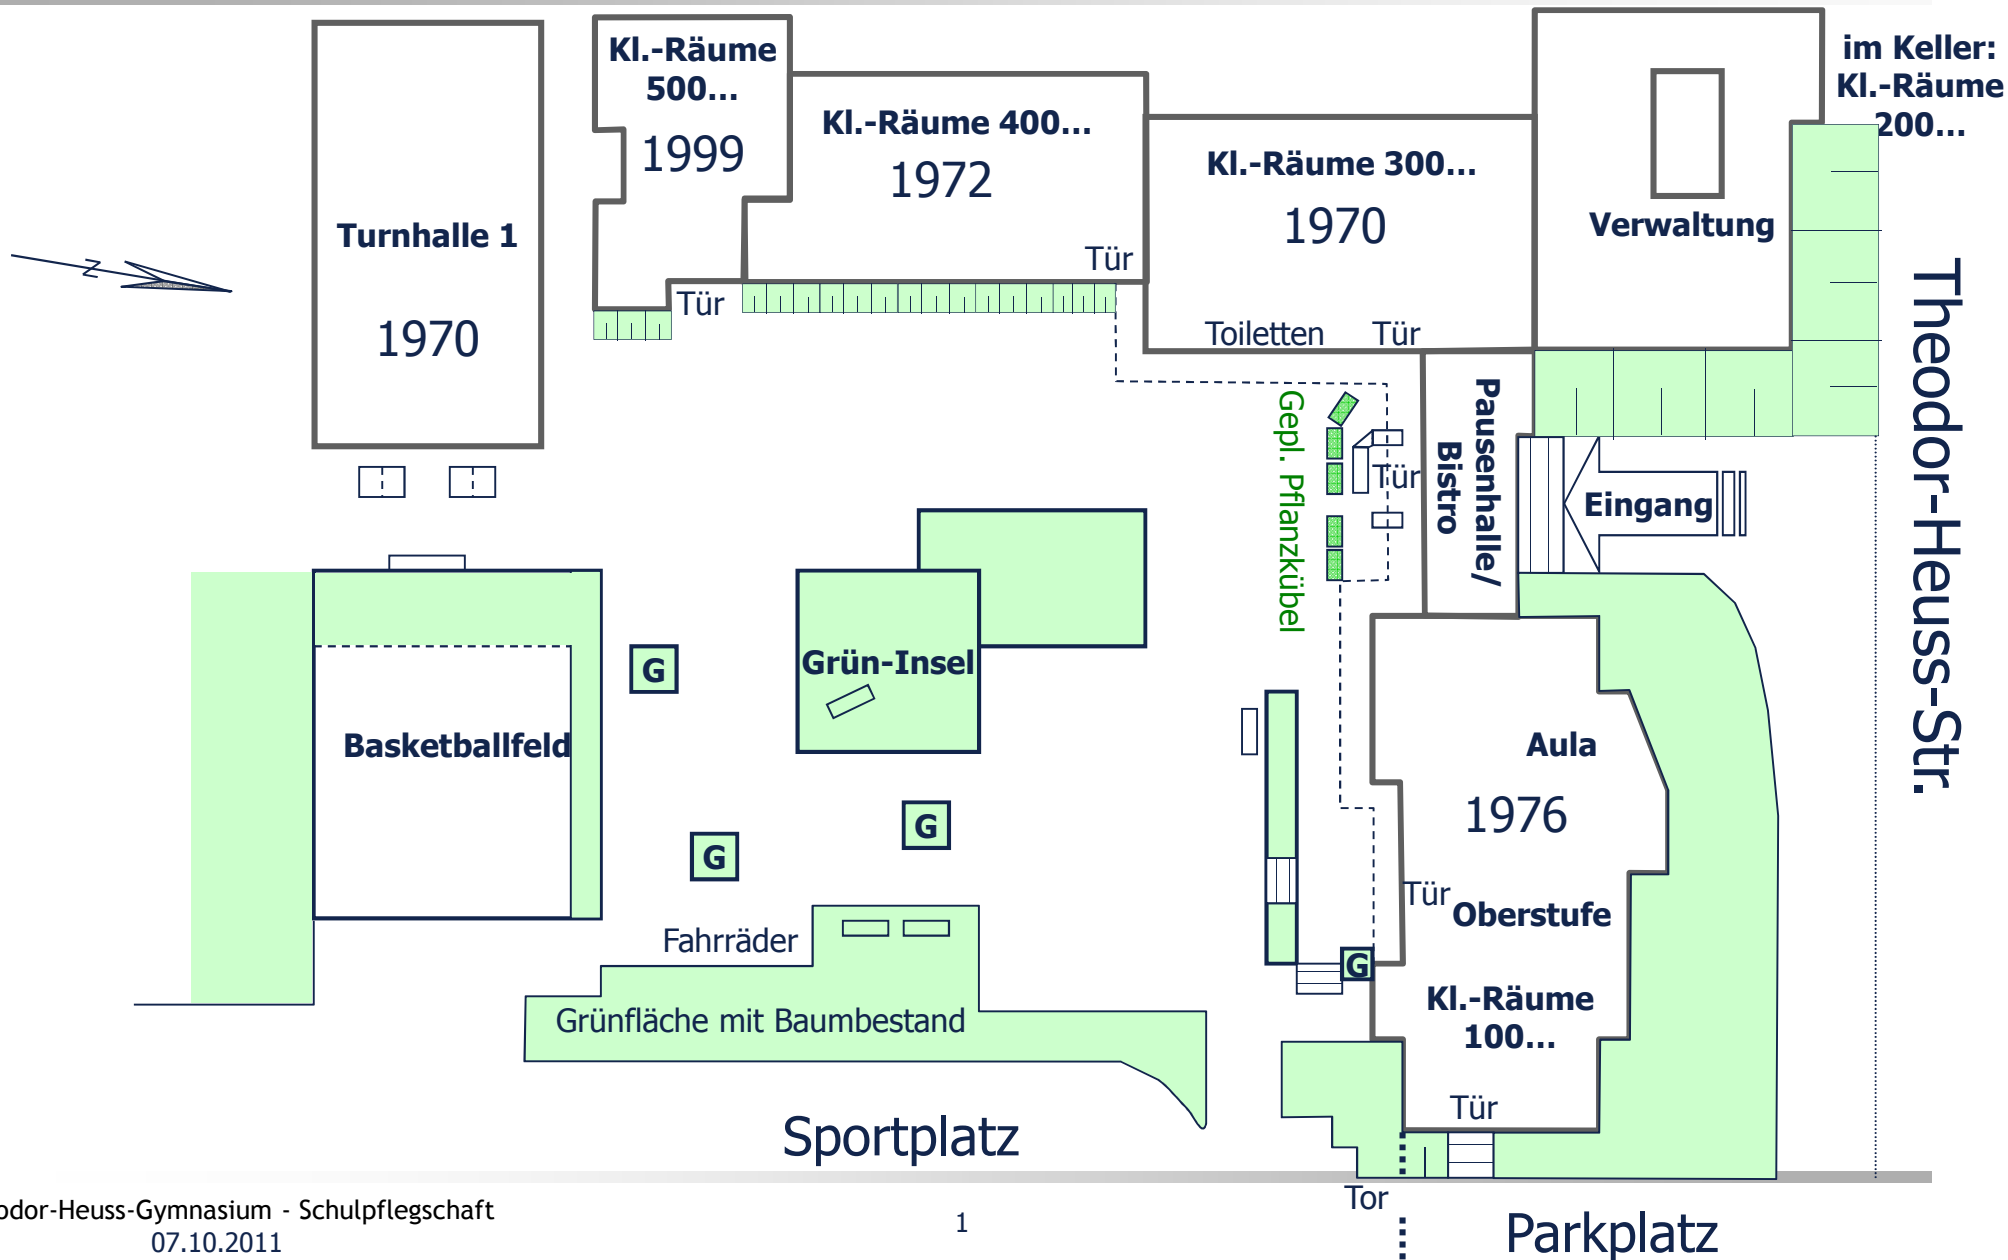 Kl.-Räume
500...
1999
Kl.-Räume 400...
1972
Tür
Kl.-Räume 300...
1970
Toiletten
Tür
Verwaltung
im Keller:
Kl.-Räume
200...
Turnhalle 1
1970
N
Tür
Theodor-Heuss-Str.
Gepl. Pflanzkübel
Tür
Pausenhalle/
Bistro
Eingang
Basketballfeld
G
Grün-Insel
G
G
Aula
1976
Tür
Oberstufe
G
Kl.-Räume
100...
Tür
Fahrräder
Grünfläche mit Baumbestand
Sportplatz
Tor
Parkplatz
odor-Heuss-Gymnasium - Schulpflegschaft
07.10.2011
1